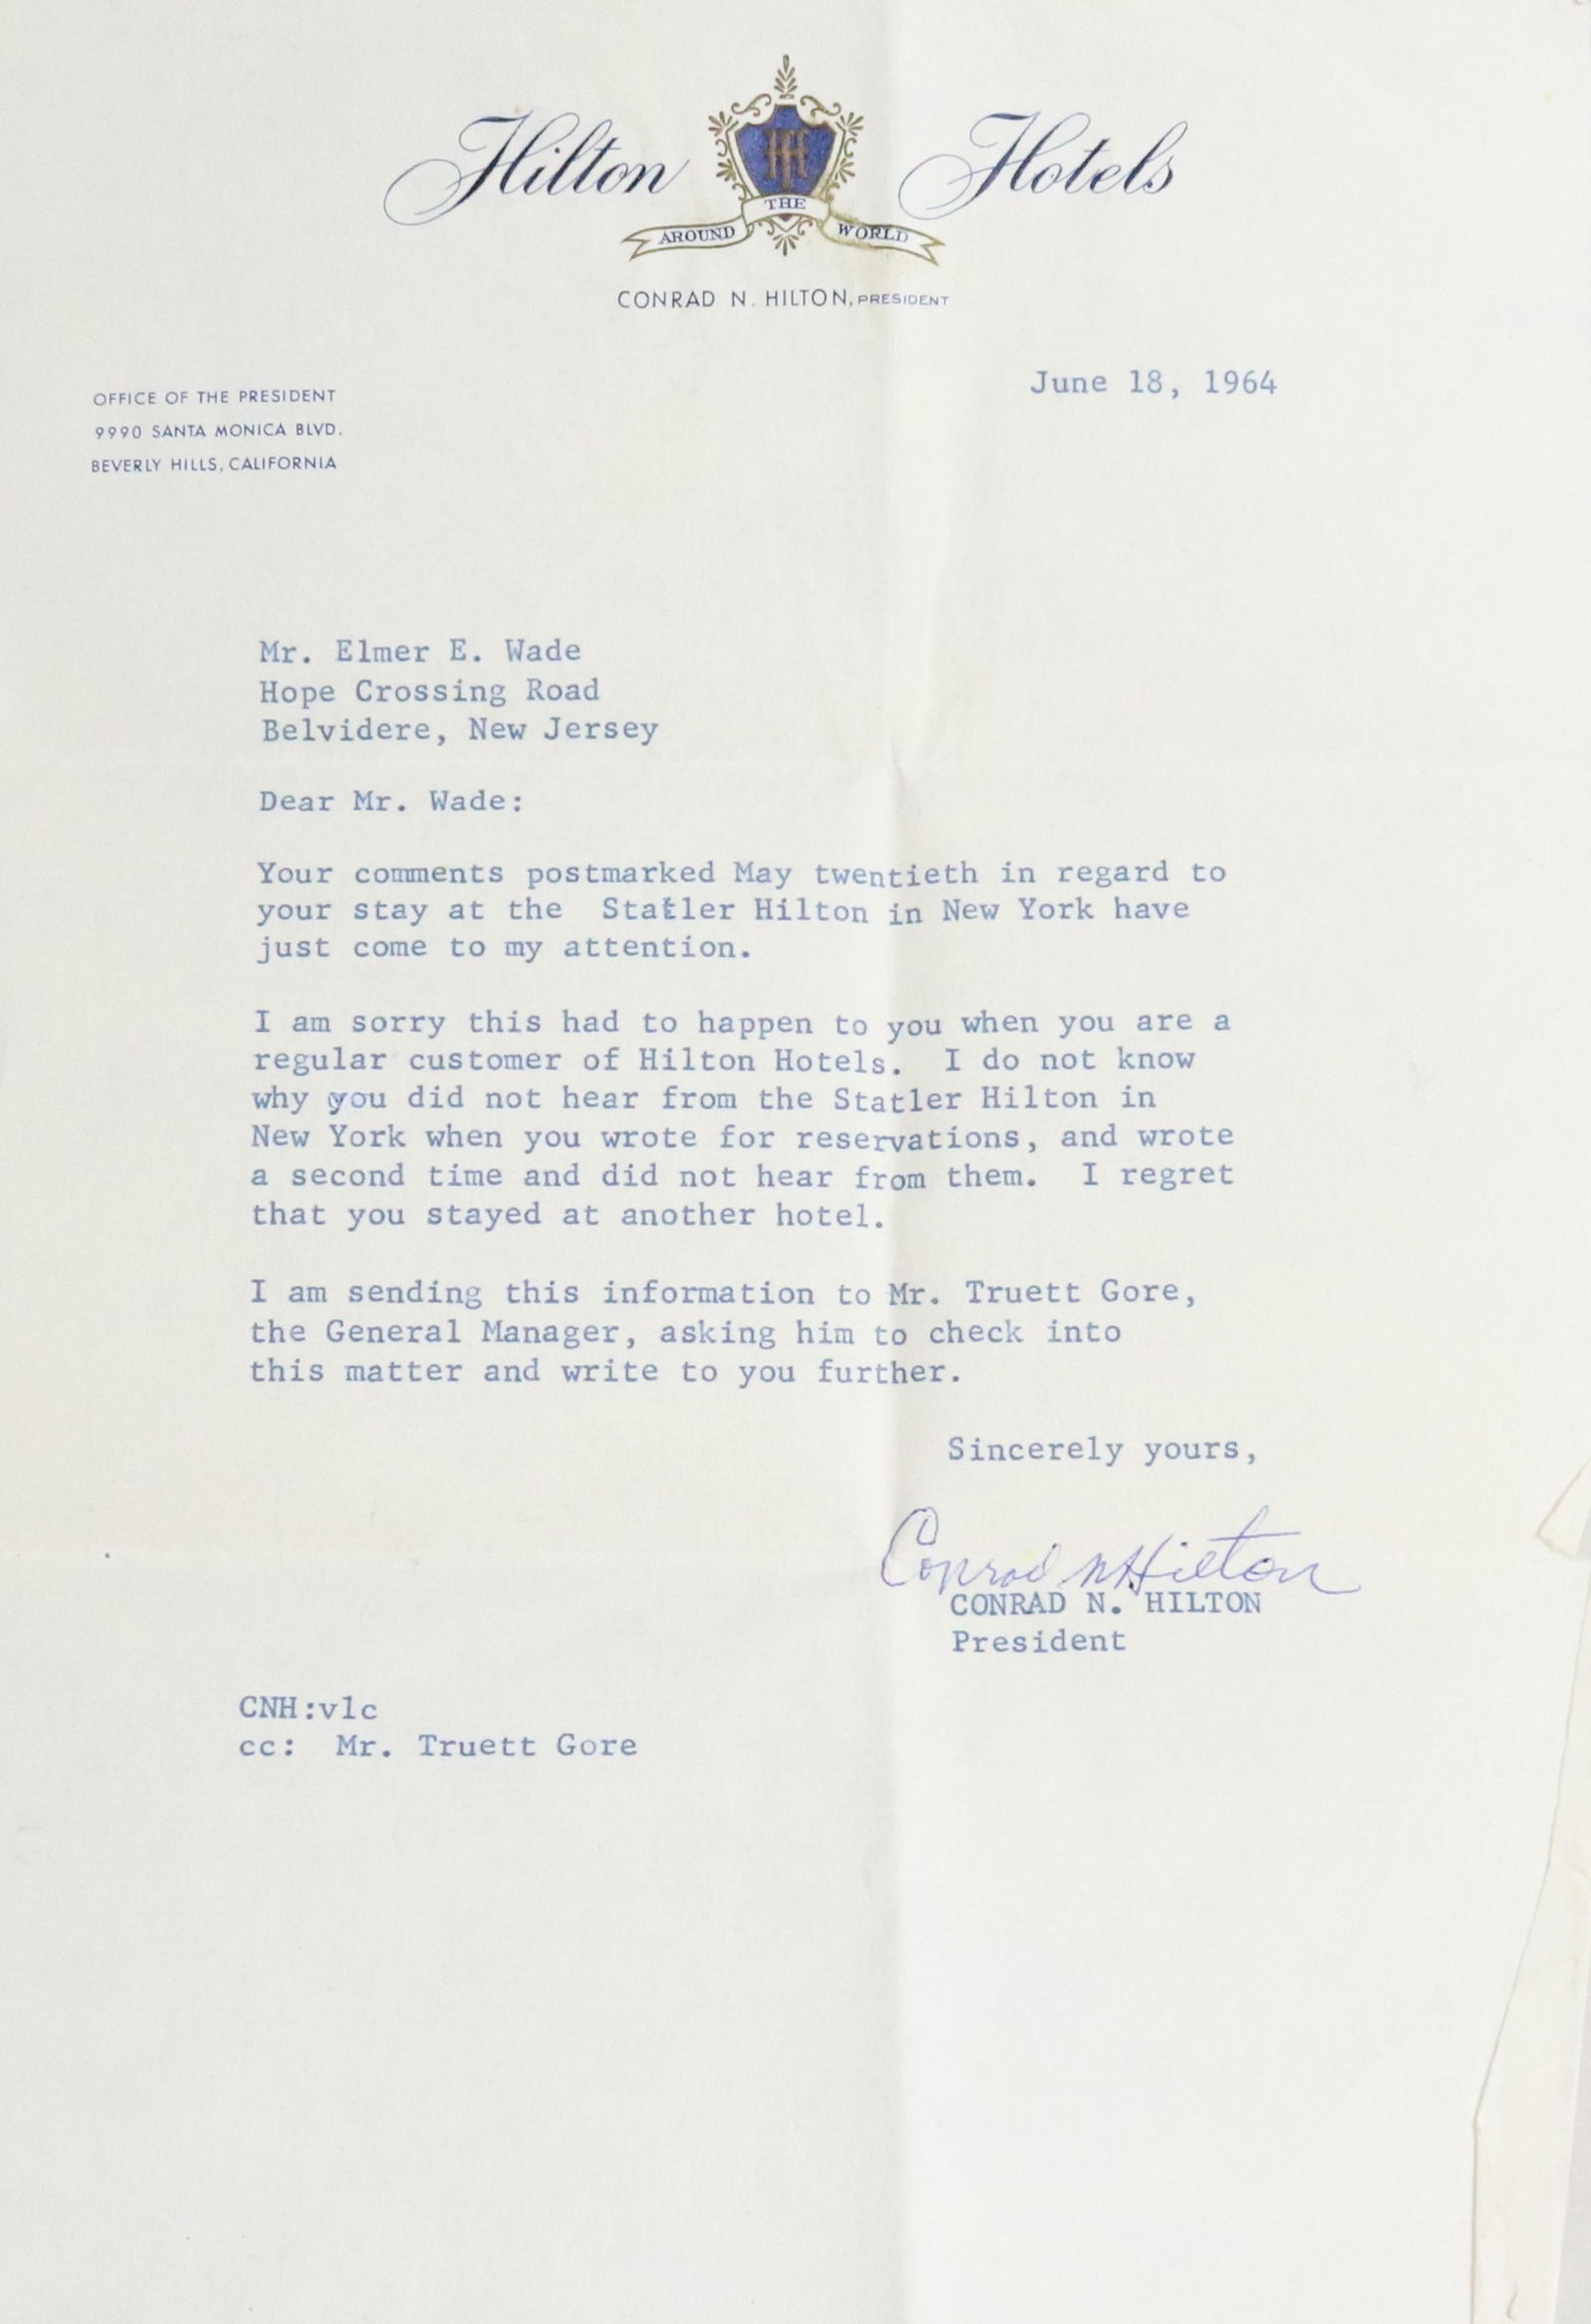 Hilton Hotels
HH
AROUND THE WORLD
CONRAD N. HILTON, PRESIDENT
June 18, 1964
OFFICE OF THE PRESIDENT
9990 SANTA MONICA BLVD.
BEVERLY HILLS, CALIFORNIA
Mr. Elmer E. Wade
Hope Crossing Road
Belvidere, New Jersey
Dear Mr. Wade:
Your comments postmarked May twentieth in regard to
your stay at the Statler Hilton in New York have
just come to my attention.
I am sorry this had to happen to you when you are a
regular customer of Hilton Hotels. I do not know
why you did not hear from the Statler Hilton in
New York when you wrote for reservations, and wrote
a second time and did not hear from them. I regret
that you stayed at another hotel.
I am sending this information to Mr. Truett Gore,
the General Manager, asking him to check into
this matter and write to you further.
Sincerely yours,
Conrad N Hilton
CONRAD N. HILTON
President
CNH:vlc
cc: Mr. Truett Gore